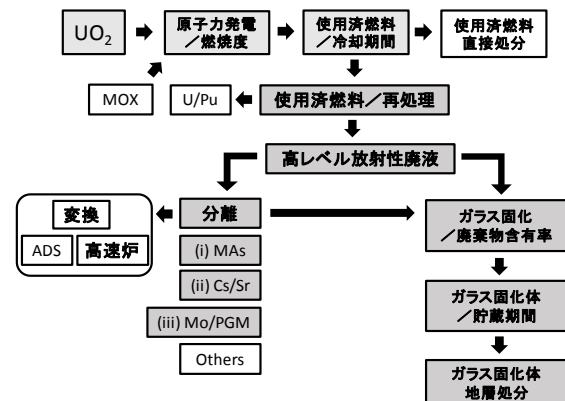 UO2
原子力発電
／燃焼度
使用済燃料
／冷却期間
使用済燃料
直接処分
MOX
U/Pu
使用済燃料／再処理
高レベル放射性廃液
変換
ADS
高速炉
分離
(i) MAs
(ii) Cs/Sr
(iii) Mo/PGM
Others
ガラス固化
／廃棄物含有率
ガラス固化体
／貯蔵期間
ガラス固化体
地層処分